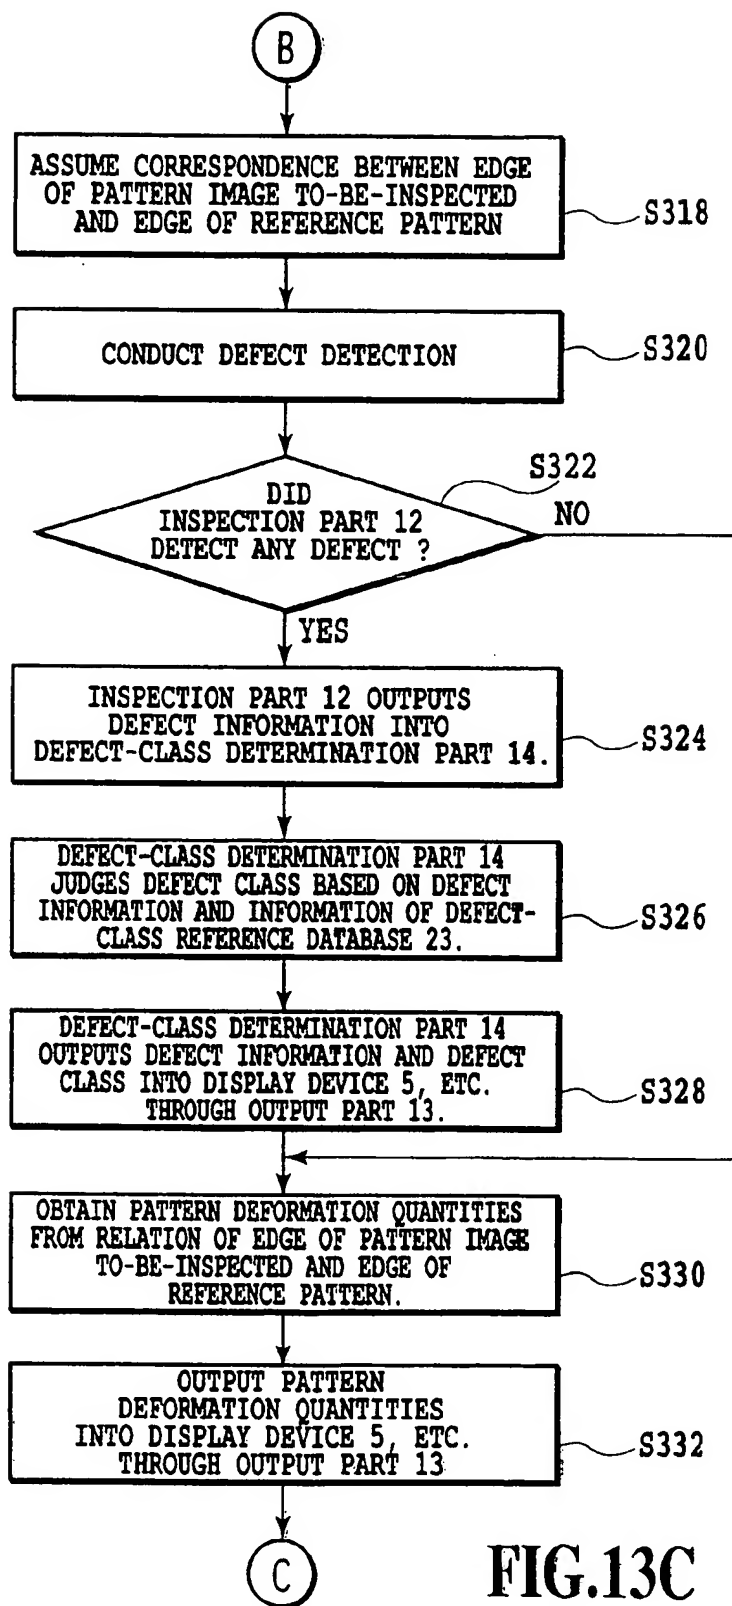 B
ASSUME CORRESPONDENCE BETWEEN EDGE
OF PATTERN IMAGE TO-BE-INSPECTED
AND EDGE OF REFERENCE PATTERN
S318
CONDUCT DEFECT DETECTION
S320
S322
DID
INSPECTION PART 12
DETECT ANY DEFECT ?
NO
YES
INSPECTION PART 12 OUTPUTS
DEFECT INFORMATION INTO
DEFECT-CLASS DETERMINATION PART 14.
S324
DEFECT-CLASS DETERMINATION PART 14
JUDGES DEFECT CLASS BASED ON DEFECT
INFORMATION AND INFORMATION OF DEFECT-
CLASS REFERENCE DATABASE 23.
S326
DEFECT-CLASS DETERMINATION PART 14
OUTPUTS DEFECT INFORMATION AND DEFECT
CLASS INTO DISPLAY DEVICE 5, ETC.
THROUGH OUTPUT PART 13.
S328
OBTAIN PATTERN DEFORMATION QUANTITIES
FROM RELATION OF EDGE OF PATTERN IMAGE
TO-BE-INSPECTED AND EDGE OF
REFERENCE PATTERN.
S330
OUTPUT PATTERN
DEFORMATION QUANTITIES
INTO DISPLAY DEVICE 5, ETC.
THROUGH OUTPUT PART 13
S332
C
FIG.13C